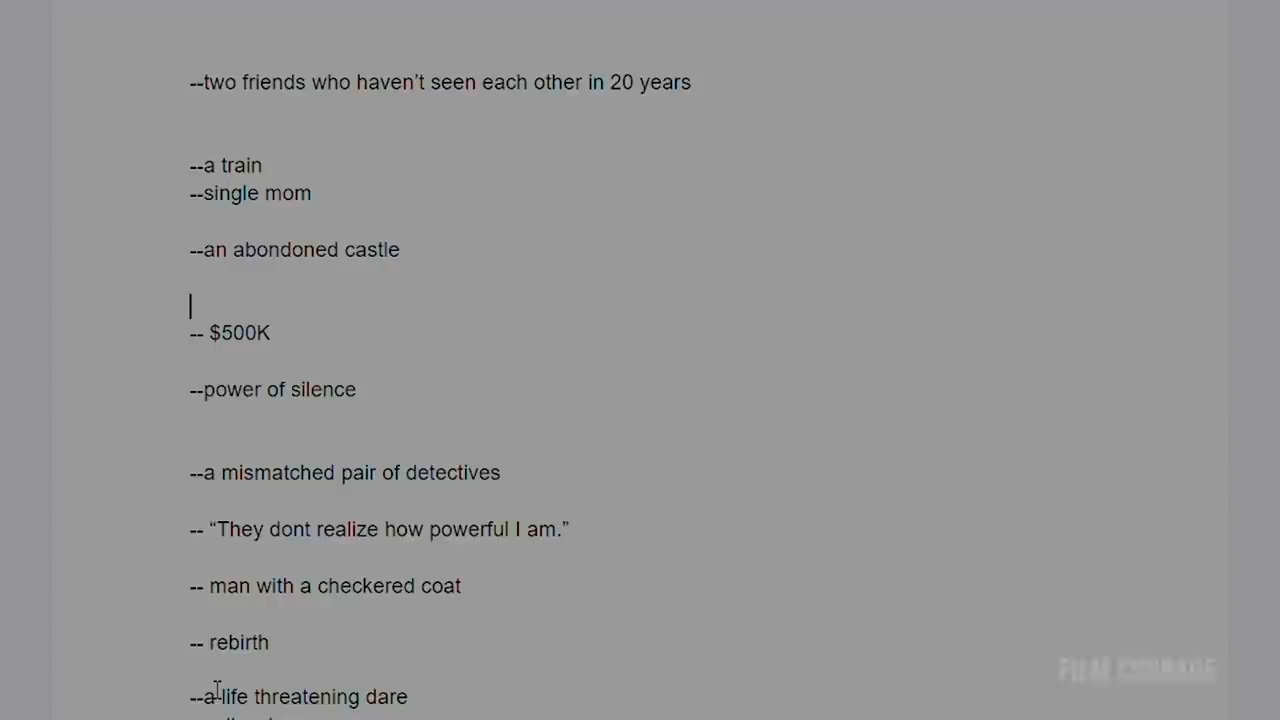 --two friends who haven’t seen each other in 20 years
--a train
--single mom
--an abondoned castle
-- $500K
--power of silence
--a mismatched pair of detectives
-- “They dont realize how powerful I am.”
-- man with a checkered coat
-- rebirth
--a life threatening dare
FILM COURAGE